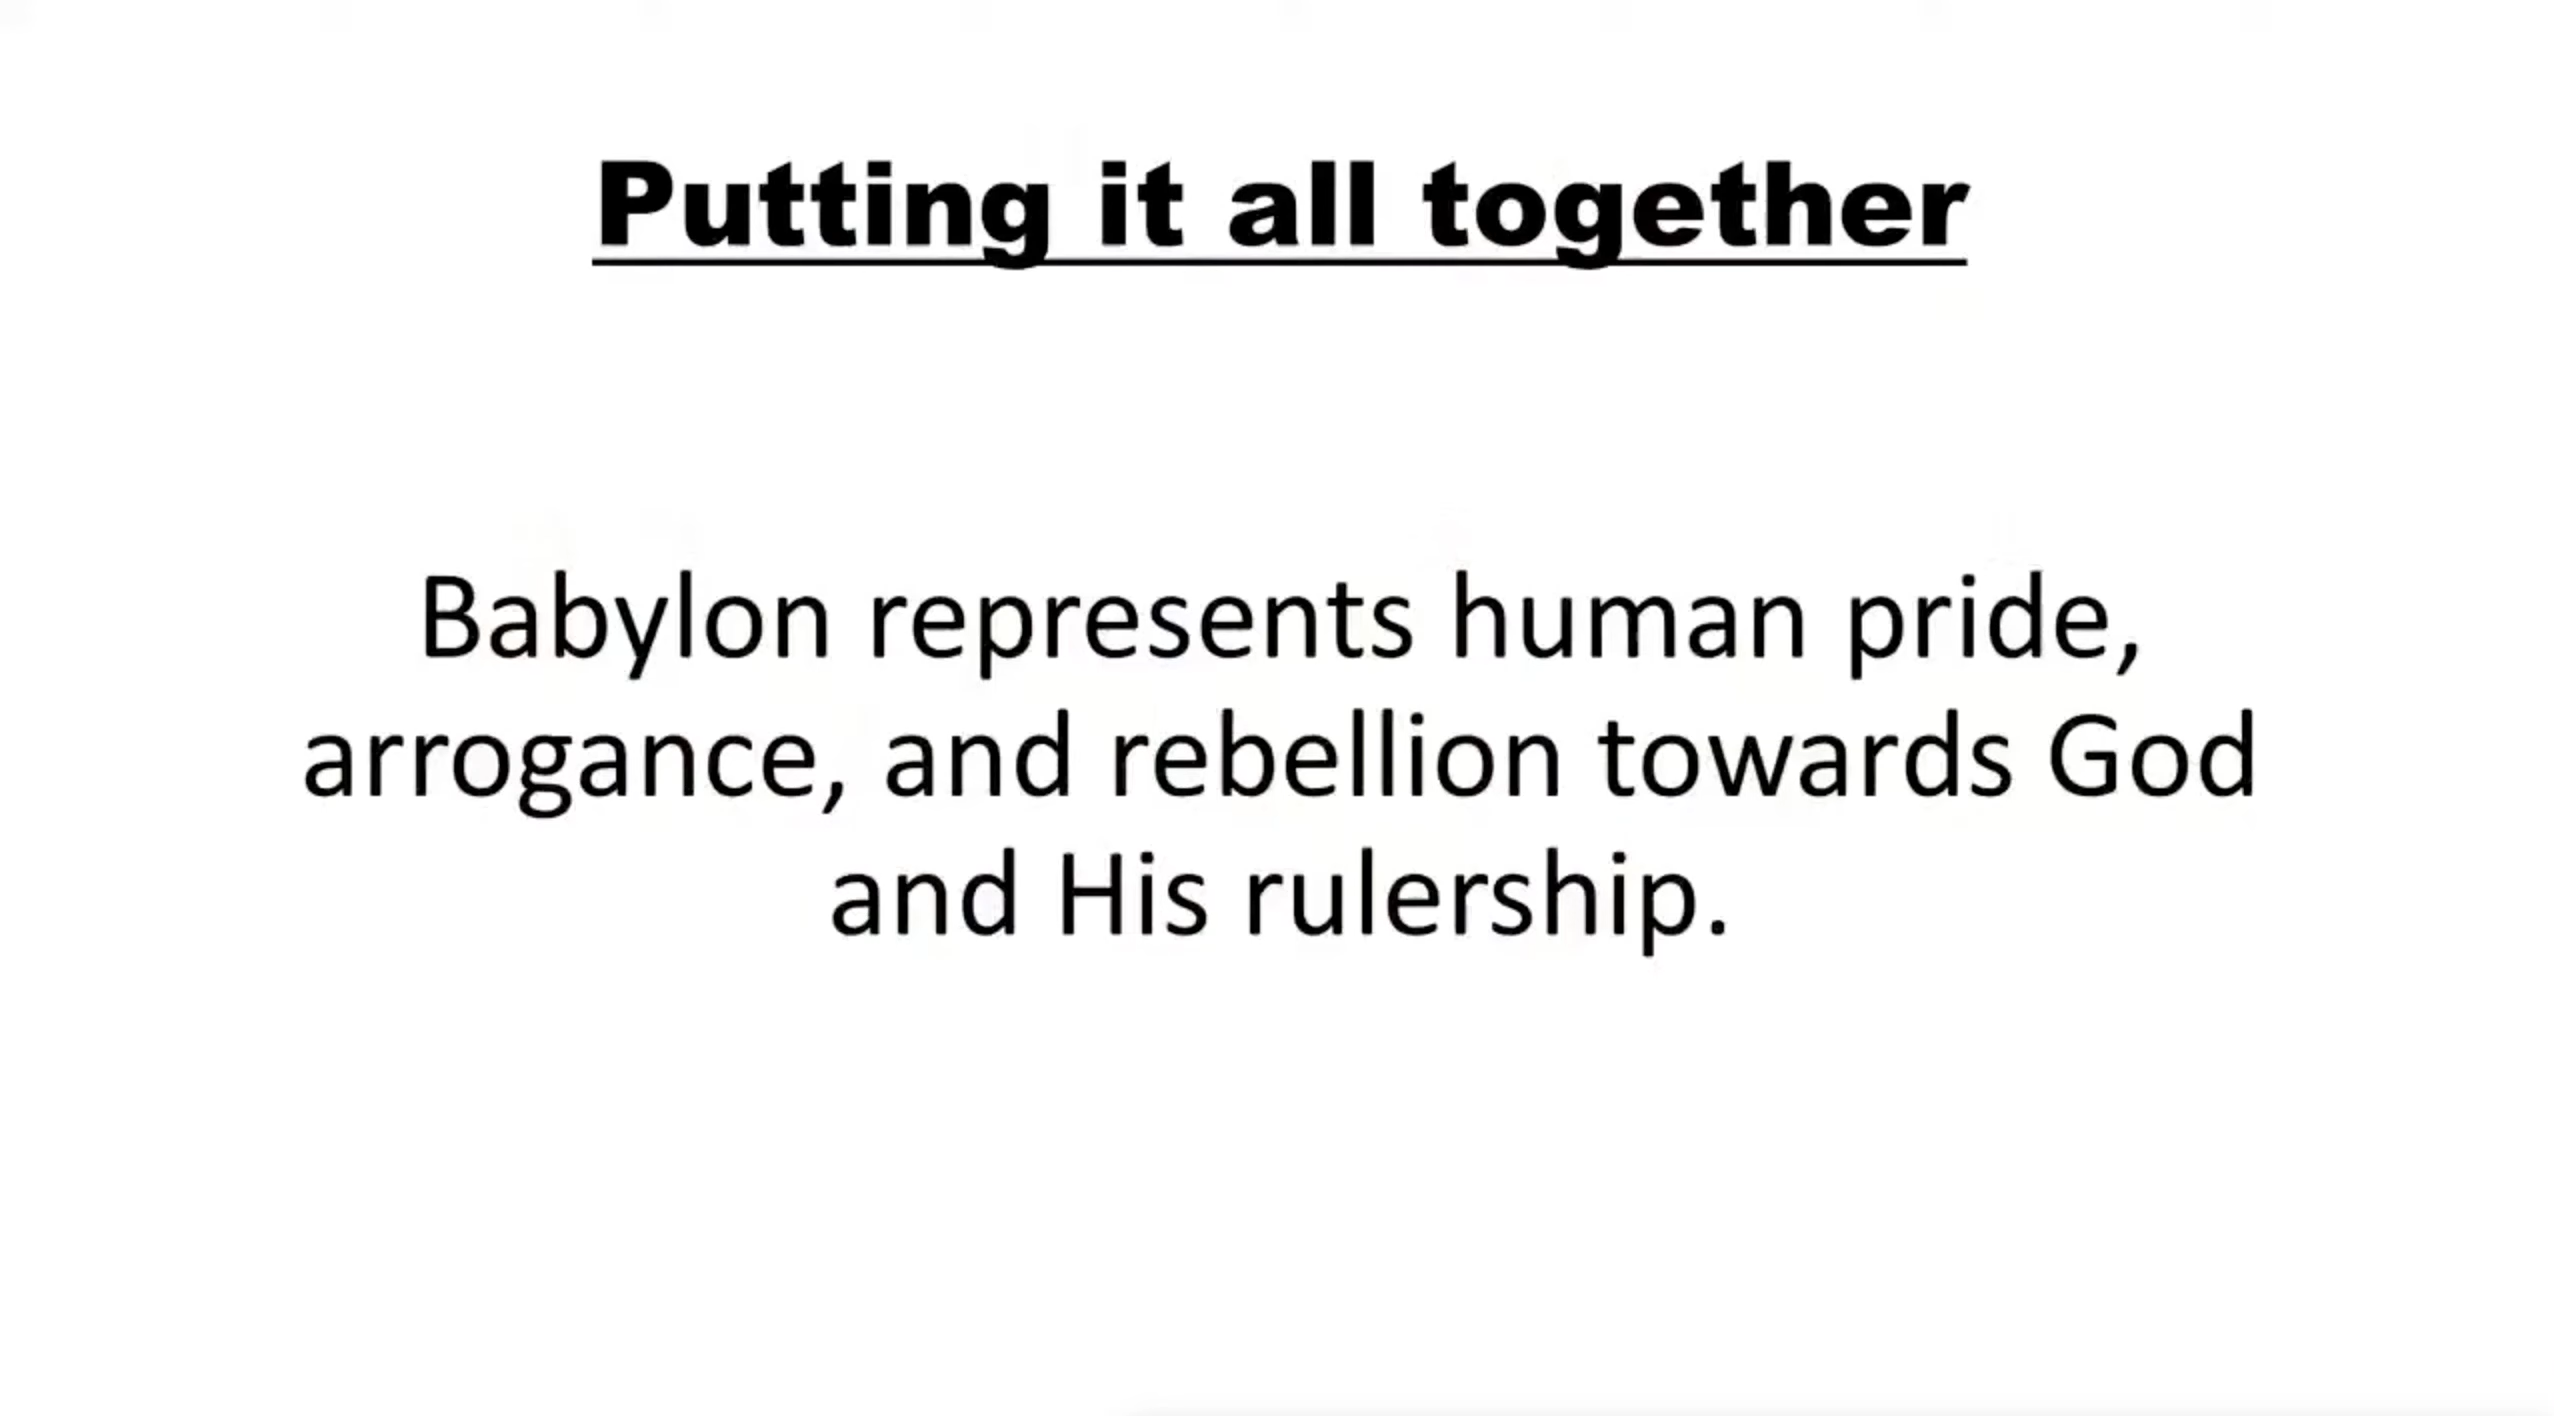 Putting it all together
Babylon represents human pride,
arrogance, and rebellion towards God
and His rulership.